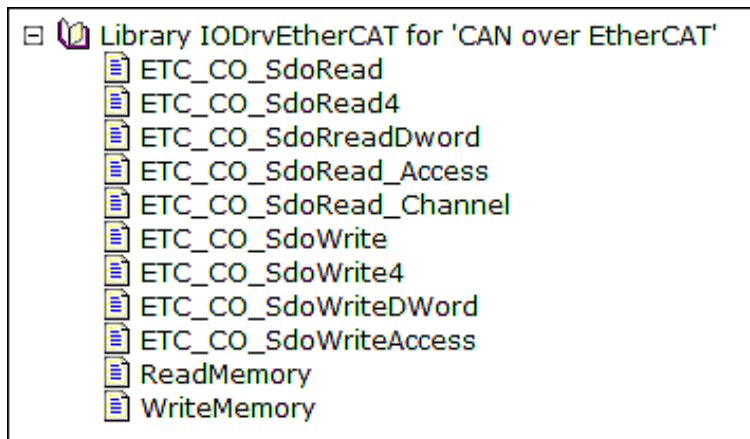 Library IODrvEtherCAT for 'CAN over EtherCAT'
ETC_CO_SdoRead
ETC_CO_SdoRead4
ETC_CO_SdoRreadDword
ETC_CO_SdoRead_Access
ETC_CO_SdoRead_Channel
ETC_CO_SdoWrite
ETC_CO_SdoWrite4
ETC_CO_SdoWriteDWord
ETC_CO_SdoWriteAccess
ReadMemory
WriteMemory